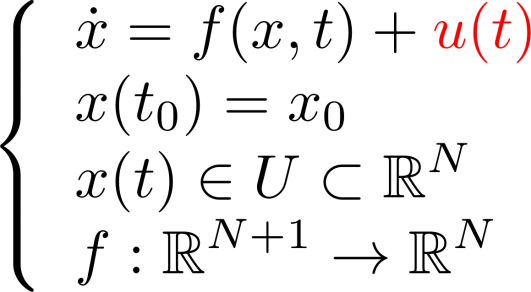 ẋ = f(x, t) + u(t)
x(t₀) = x₀
x(t) ∈ U ⊂ ℝᴺ
f : ℝᴺ⁺¹ → ℝᴺ